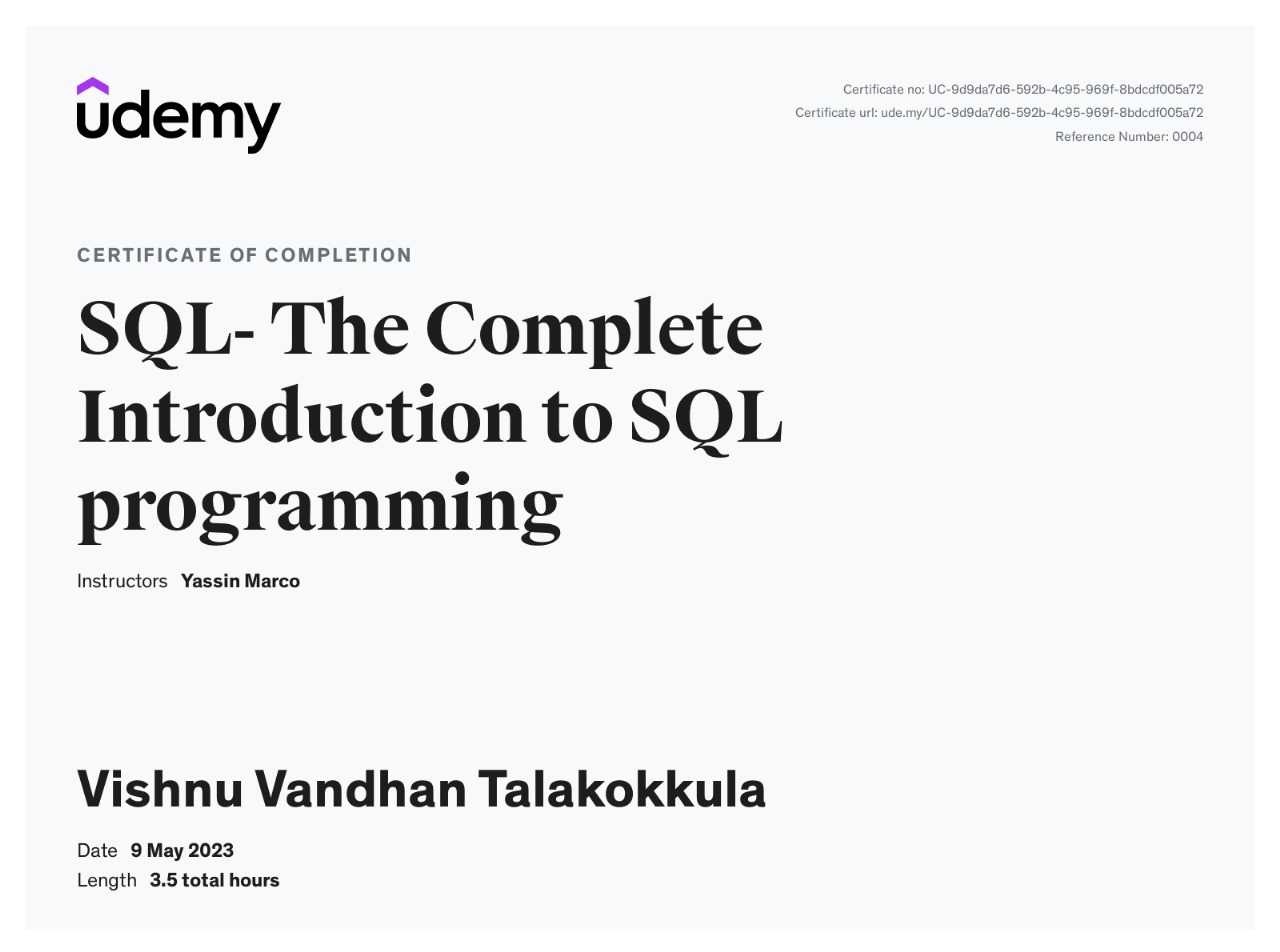 udemy
Certificate no: UC-9d9da7d6-592b-4c95-969f-8bdcdf005a72
Certificate url: ude.my/UC-9d9da7d6-592b-4c95-969f-8bdcdf005a72
Reference Number: 0004
CERTIFICATE OF COMPLETION
SQL- The Complete
Introduction to SQL
programming
Instructors Yassin Marco
Vishnu Vandhan Talakokkula
Date 9 May 2023
Length 3.5 total hours